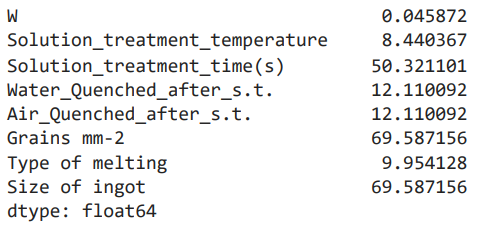 W 0.045872
Solution_treatment_temperature 8.440367
Solution_treatment_time(s) 50.321101
Water_Quenched_after_s.t. 12.110092
Air_Quenched_after_s.t. 12.110092
Grains mm-2 69.587156
Type of melting 9.954128
Size of ingot 69.587156
dtype: float64